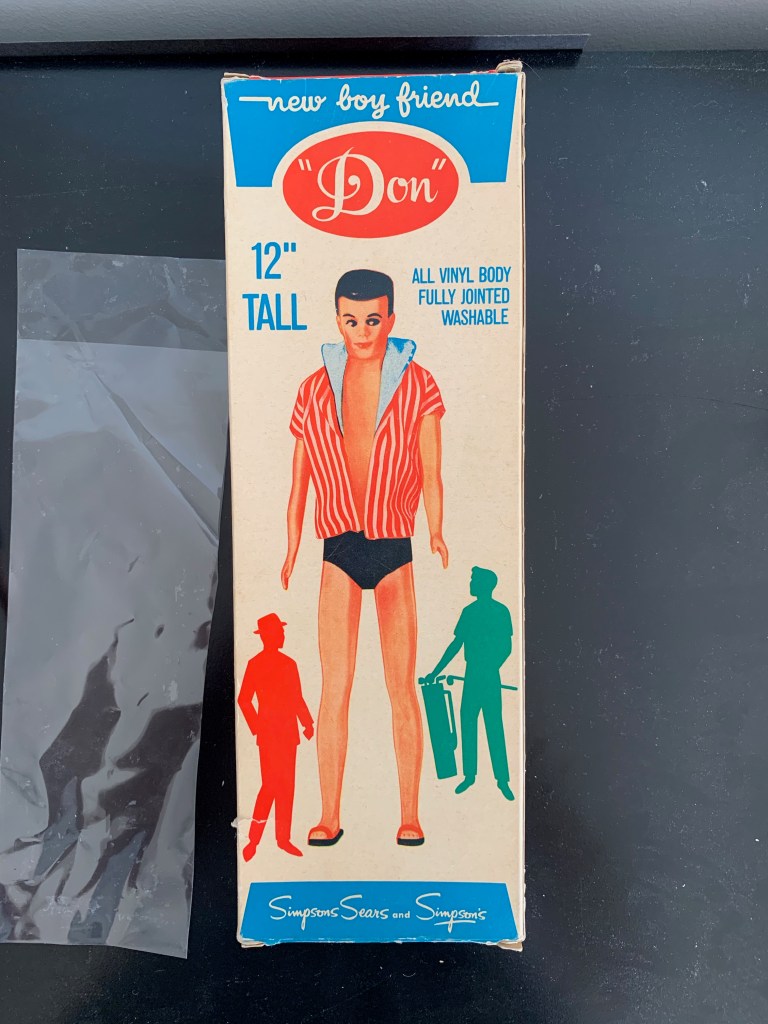 new boy friend
"Don"
12"
TALL
ALL VINYL BODY
FULLY JOINTED
WASHABLE
Simpsons Sears and Simpson's